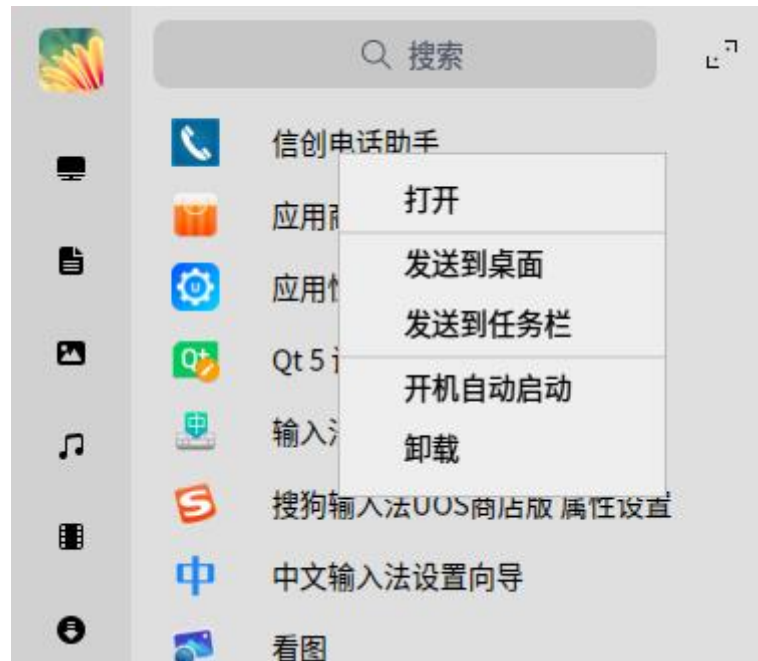 搜索
信创电话助手
打开
应用
发送到桌面
应用
发送到任务栏
Qt 5
开机自动启动
输入
卸载
搜狗输入法UOS商店版 属性设置
中文输入法设置向导
看图